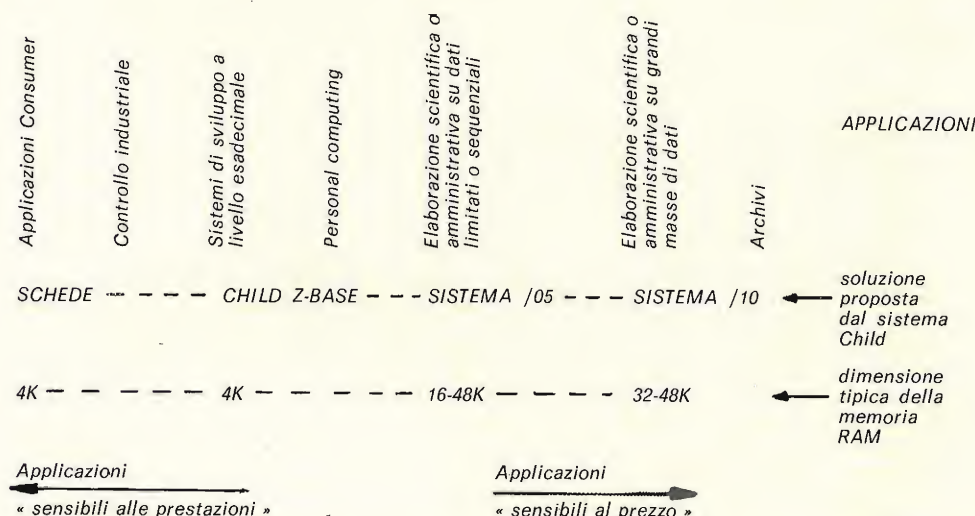 Applicazioni Consumer
Controllo industriale
Sistemi di sviluppo a
livello esadecimale
Personal computing
Elaborazione scientifica o
amministrativa su dati
limitati o sequenziali
Elaborazione scientifica o
amministrativa su grandi
masse di dati
Archivi
APPLICAZIONI
SCHEDE - - - - CHILD Z-BASE - - - SISTEMA /05 - - - SISTEMA /10
soluzione
proposta
dal sistema
Child
4K - - - - - - 4K - - - - - 16-48K - - - - 32-48K
dimensione
tipica della
memoria
RAM
Applicazioni
« sensibili alle prestazioni »
Applicazioni
« sensibili al prezzo »